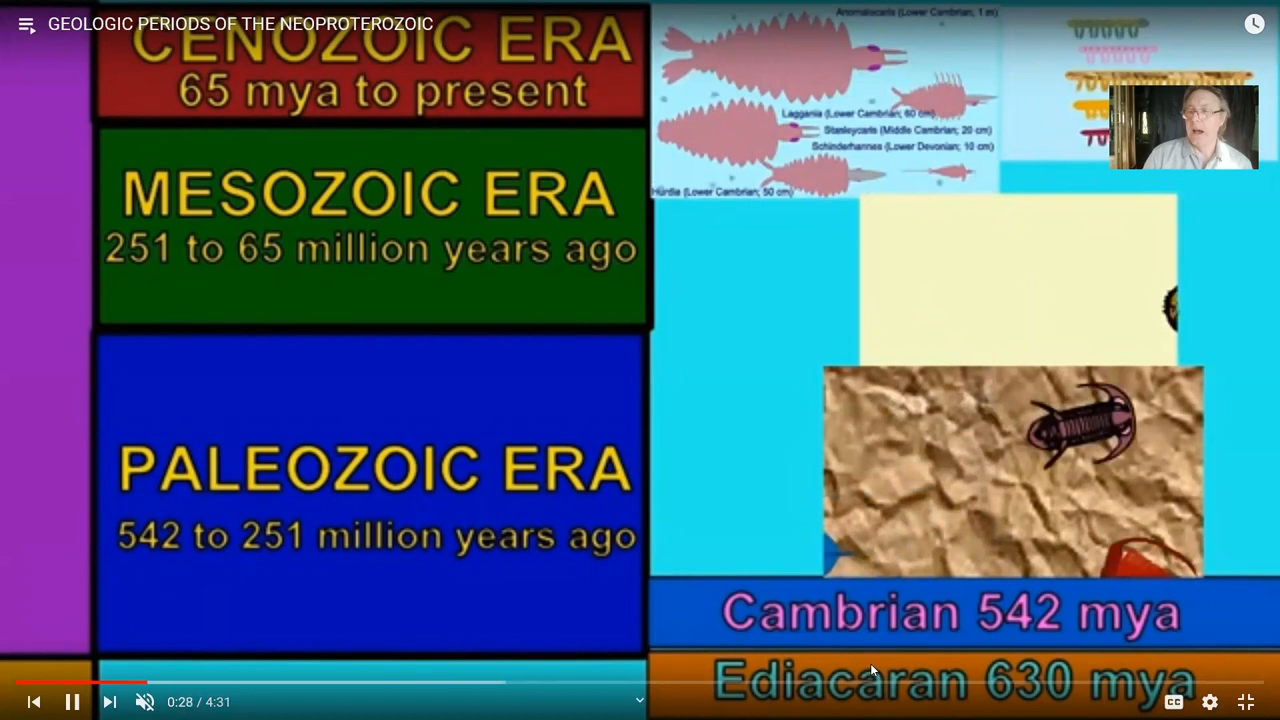 GEOLOGIC PERIODS OF THE NEOPROTEROZOIC
CENOZOIC ERA
65 mya to present
MESOZOIC ERA
251 to 65 million years ago
PALEOZOIC ERA
542 to 251 million years ago
Anomalocaris (Lower Cambrian, 1 m)
Laggania (Lower Cambrian; 60 cm)
Stanleycaris (Middle Cambrian; 20 cm)
Schinderhannes (Lower Devonian; 10 cm)
Hurdia (Lower Cambrian; 50 cm)
Cambrian 542 mya
Ediacaran 630 mya
0:28 / 4:31
CC